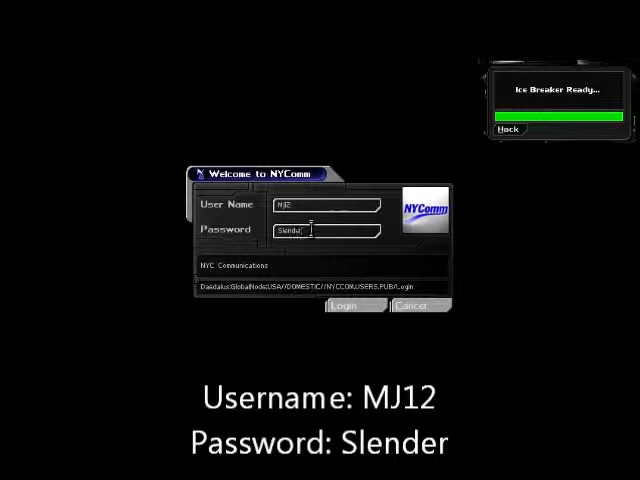 Ice Breaker Ready...
Hack
Welcome to NYComm
User Name
MJ12
NYComm
Password
Slender
NYC Communications
Daedalus:GlobalNode:USA//DOMESTIC//NYCCOM.USERS.PUB/Login
Login
Cancel
Username: MJ12
Password: Slender